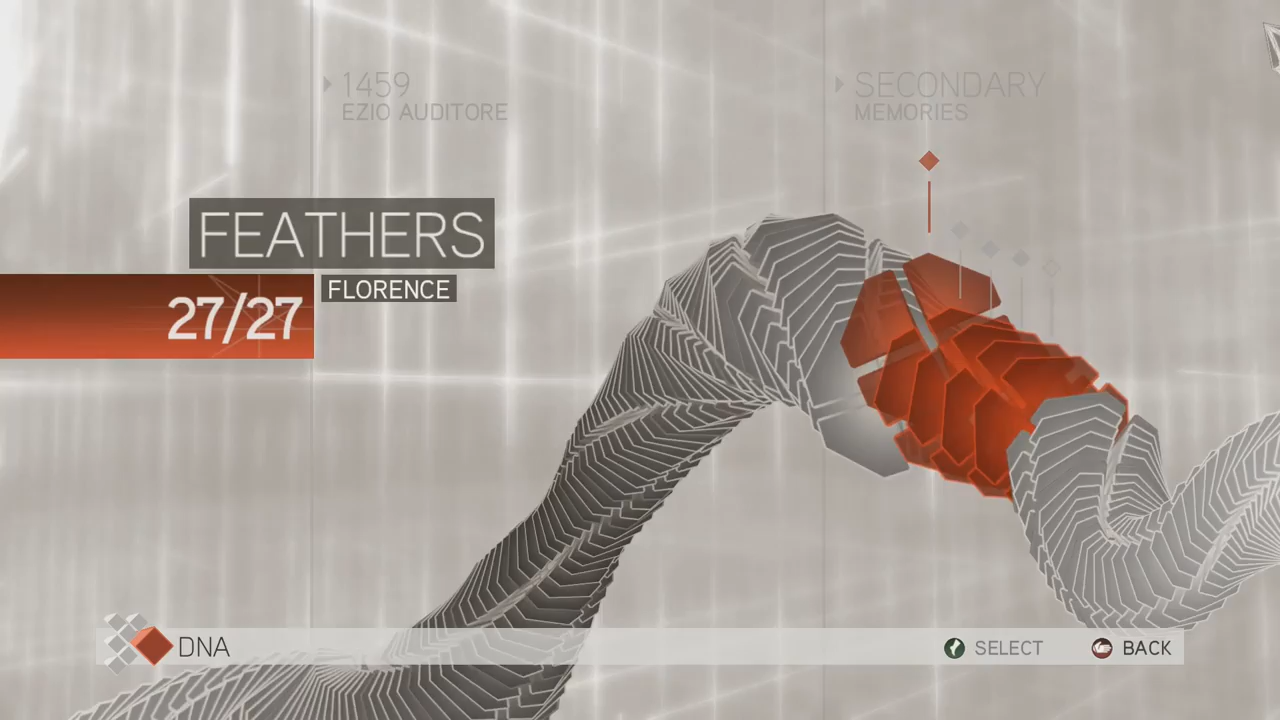 1459
EZIO AUDITORE
SECONDARY
MEMORIES
FEATHERS
27/27
FLORENCE
DNA
SELECT
BACK